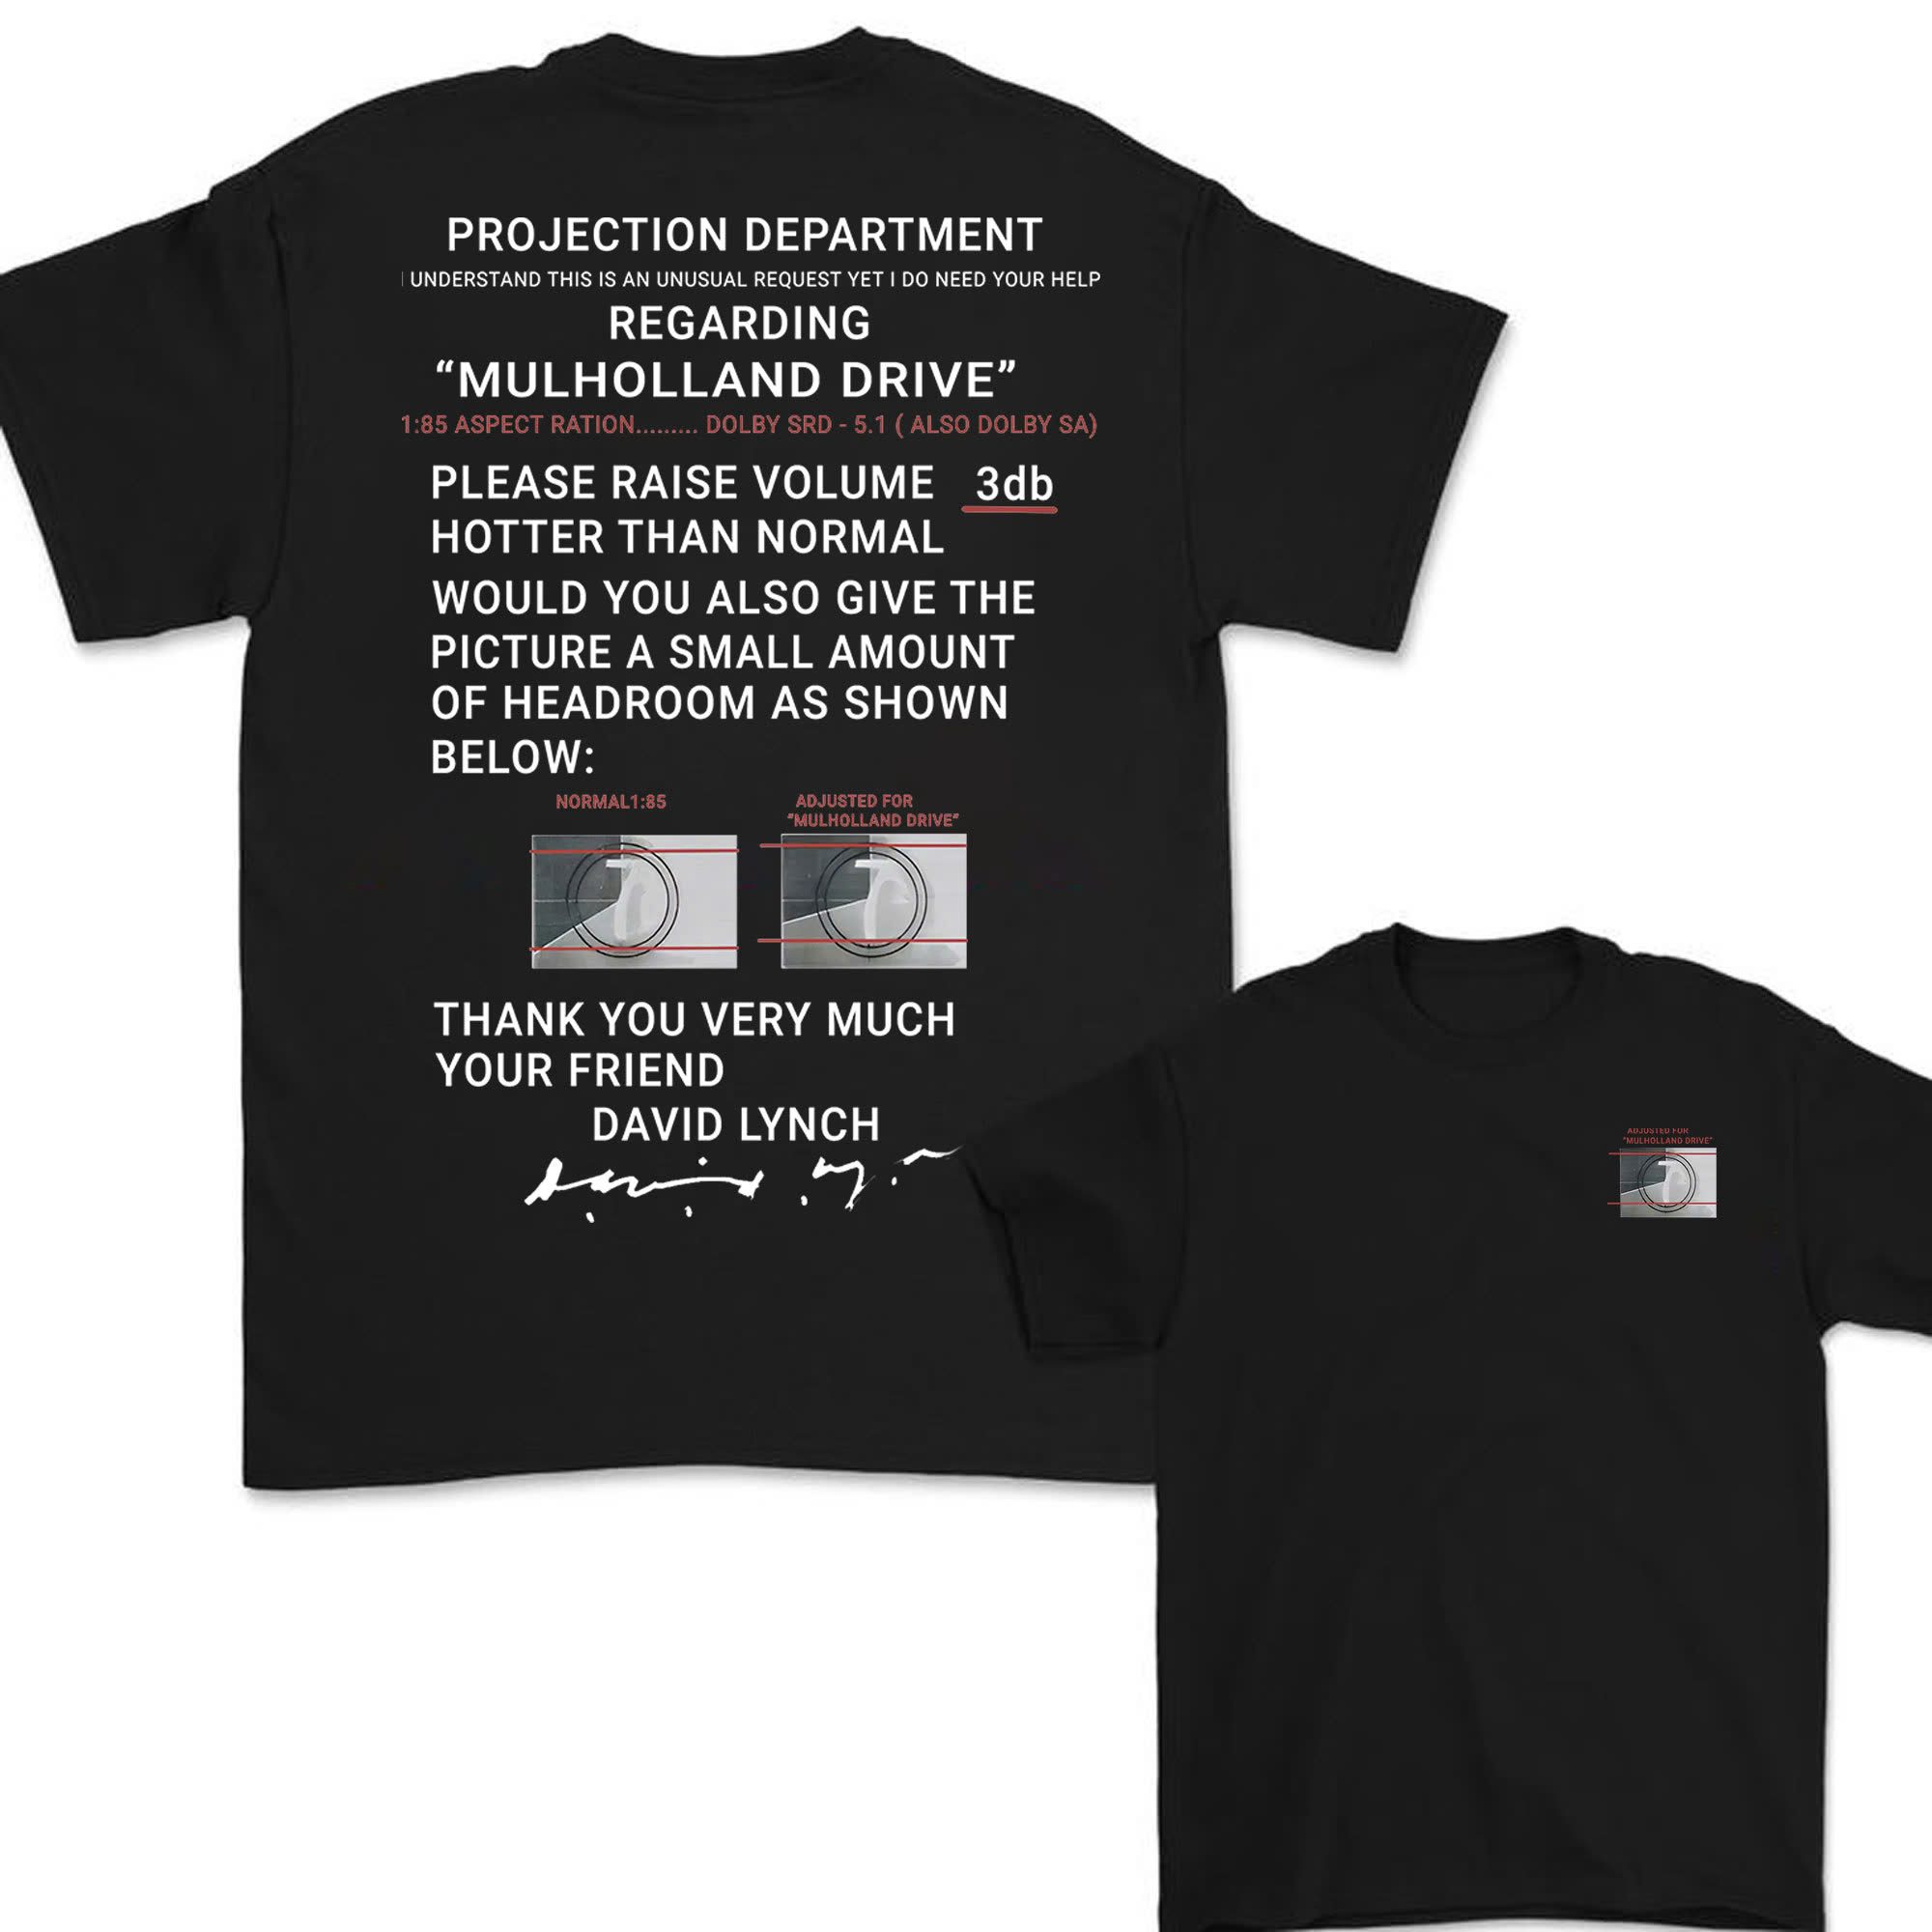 PROJECTION DEPARTMENT
I UNDERSTAND THIS IS AN UNUSUAL REQUEST YET I DO NEED YOUR HELP
REGARDING
“MULHOLLAND DRIVE”
1:85 ASPECT RATION......... DOLBY SRD - 5.1 ( ALSO DOLBY SA)
PLEASE RAISE VOLUME 3db
HOTTER THAN NORMAL
WOULD YOU ALSO GIVE THE
PICTURE A SMALL AMOUNT
OF HEADROOM AS SHOWN
BELOW:
NORMAL1:85
ADJUSTED FOR
“MULHOLLAND DRIVE”
THANK YOU VERY MUCH
YOUR FRIEND
DAVID LYNCH
ADJUSTED FOR
“MULHOLLAND DRIVE”